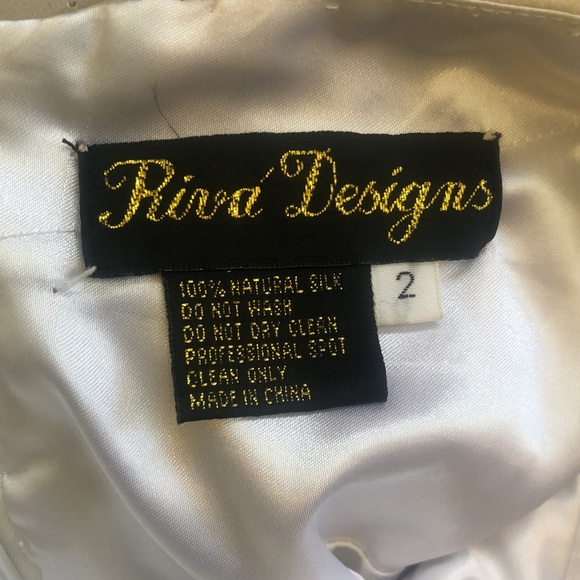 Riva Designs
2
100% NATURAL SILK
DO NOT WASH
DO NOT DRY CLEAN
PROFESSIONAL SPOT
CLEAN ONLY
MADE IN CHINA